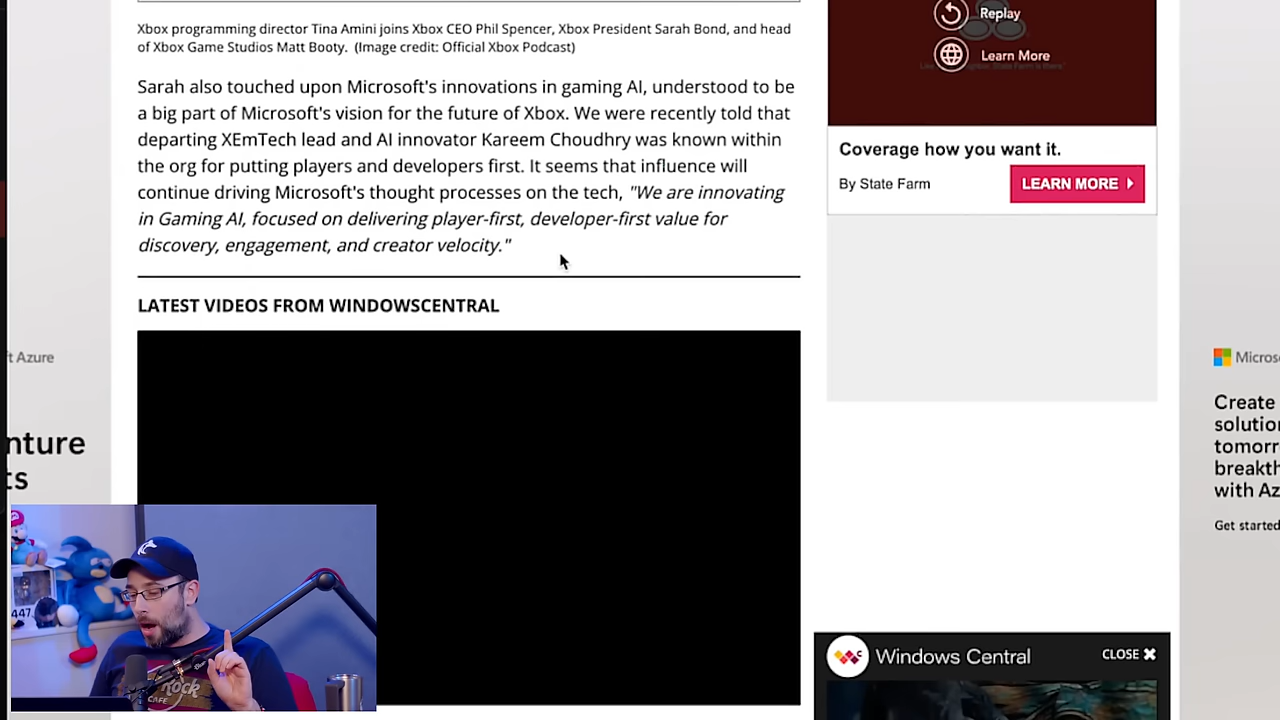 Xbox programming director Tina Amini joins Xbox CEO Phil Spencer, Xbox President Sarah Bond, and head
of Xbox Game Studios Matt Booty. (Image credit: Official Xbox Podcast)
Sarah also touched upon Microsoft's innovations in gaming AI, understood to be
a big part of Microsoft's vision for the future of Xbox. We were recently told that
departing XEmTech lead and AI innovator Kareem Choudhry was known within
the org for putting players and developers first. It seems that influence will
continue driving Microsoft's thought processes on the tech, "We are innovating
in Gaming AI, focused on delivering player-first, developer-first value for
discovery, engagement, and creator velocity."
LATEST VIDEOS FROM WINDOWSCENTRAL
Replay
Learn More
Coverage how you want it.
By State Farm
LEARN MORE
Windows Central
CLOSE
t Azure
nture
ts
Micros
Create
solutio
tomorr
breakth
with Az
Get started
447
Rock
CAFE